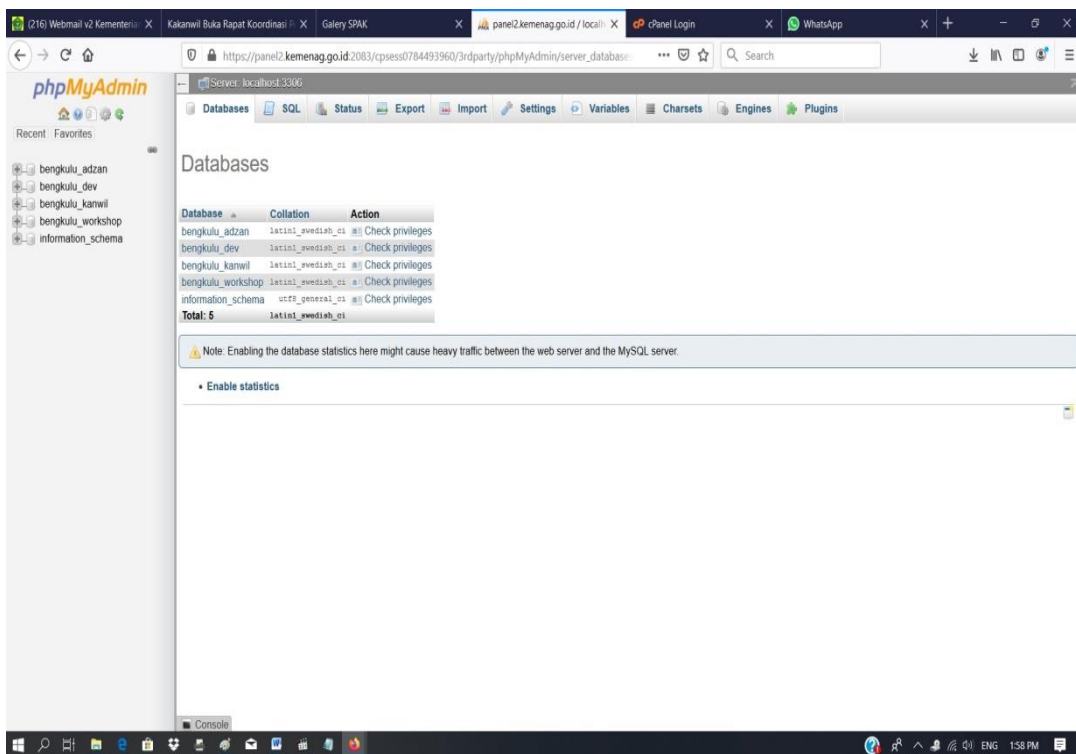 (216) Webmail v2 Kementeria
Kakanwil Buka Rapat Koordinasi
Galery SPAK
panel2.kemenag.go.id / localh
cPanel Login
WhatsApp
https://panel2.kemenag.go.id:2083/cpsess0784493960/3rdparty/phpMyAdmin/server_database
Search
phpMyAdmin
Recent Favorites
bengkulu_adzan
bengkulu_dev
bengkulu_kanwil
bengkulu_workshop
information_schema
Server: localhost:3306
Databases SQL Status Export Import Settings Variables Charsets Engines Plugins
Databases
Database Collation Action
bengkulu_adzan latin1_swedish_ci Check privileges
bengkulu_dev latin1_swedish_ci Check privileges
bengkulu_kanwil latin1_swedish_ci Check privileges
bengkulu_workshop latin1_swedish_ci Check privileges
information_schema utf8_general_ci Check privileges
Total: 5 latin1_swedish_ci
Note: Enabling the database statistics here might cause heavy traffic between the web server and the MySQL server.
Enable statistics
Console
ENG 1:58 PM